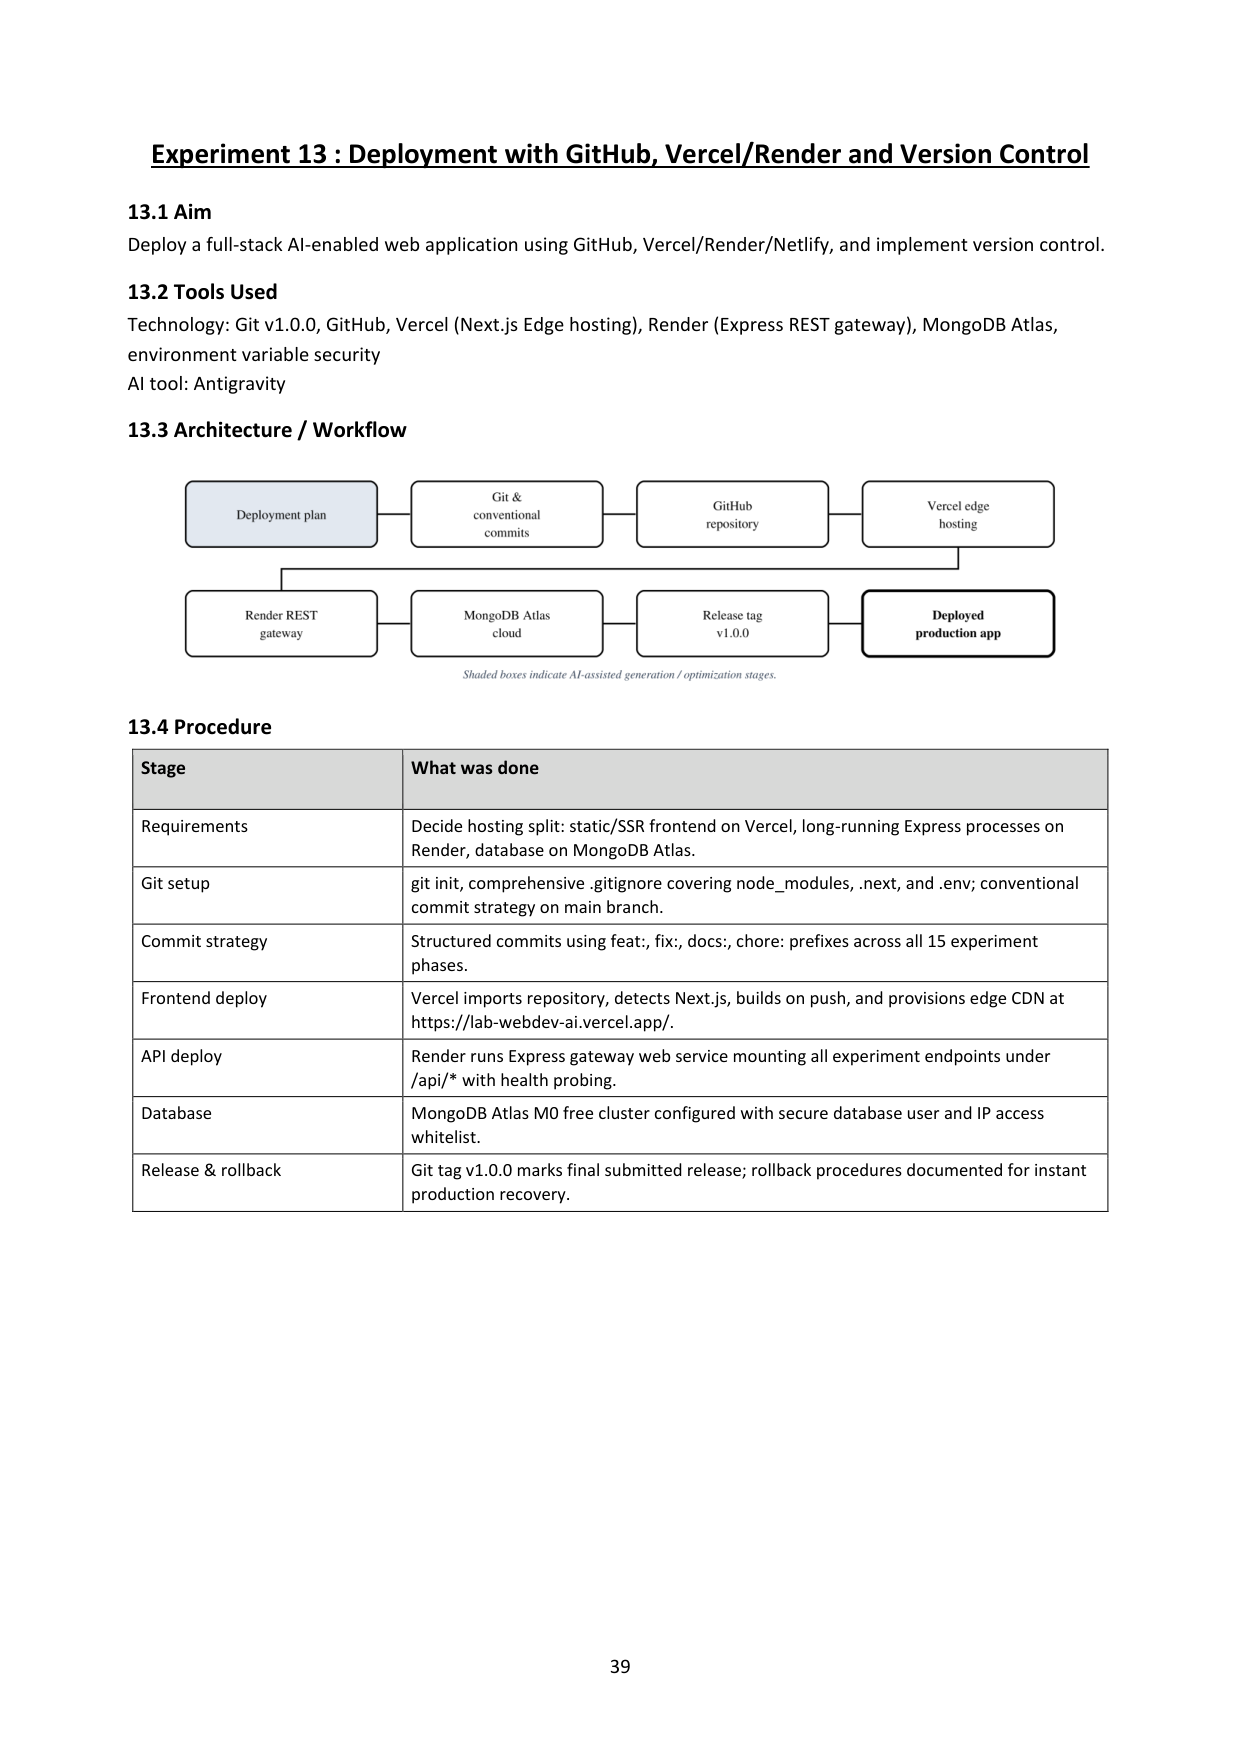 Experiment 13 : Deployment with GitHub, Vercel/Render and Version Control
13.1 Aim
Deploy a full-stack AI-enabled web application using GitHub, Vercel/Render/Netlify, and implement version control.
13.2 Tools Used
Technology: Git v1.0.0, GitHub, Vercel (Next.js Edge hosting), Render (Express REST gateway), MongoDB Atlas,
environment variable security
AI tool: Antigravity
13.3 Architecture / Workflow
Deployment plan
Git &
conventional
commits
GitHub
repository
Vercel edge
hosting
Render REST
gateway
MongoDB Atlas
cloud
Release tag
v1.0.0
Deployed
production app
Shaded boxes indicate AI-assisted generation / optimization stages.
13.4 Procedure
Stage
What was done
Requirements
Decide hosting split: static/SSR frontend on Vercel, long-running Express processes on
Render, database on MongoDB Atlas.
Git setup
git init, comprehensive .gitignore covering node_modules, .next, and .env; conventional
commit strategy on main branch.
Commit strategy
Structured commits using feat:, fix:, docs:, chore: prefixes across all 15 experiment
phases.
Frontend deploy
Vercel imports repository, detects Next.js, builds on push, and provisions edge CDN at
https://lab-webdev-ai.vercel.app/.
API deploy
Render runs Express gateway web service mounting all experiment endpoints under
/api/* with health probing.
Database
MongoDB Atlas M0 free cluster configured with secure database user and IP access
whitelist.
Release & rollback
Git tag v1.0.0 marks final submitted release; rollback procedures documented for instant
production recovery.
39